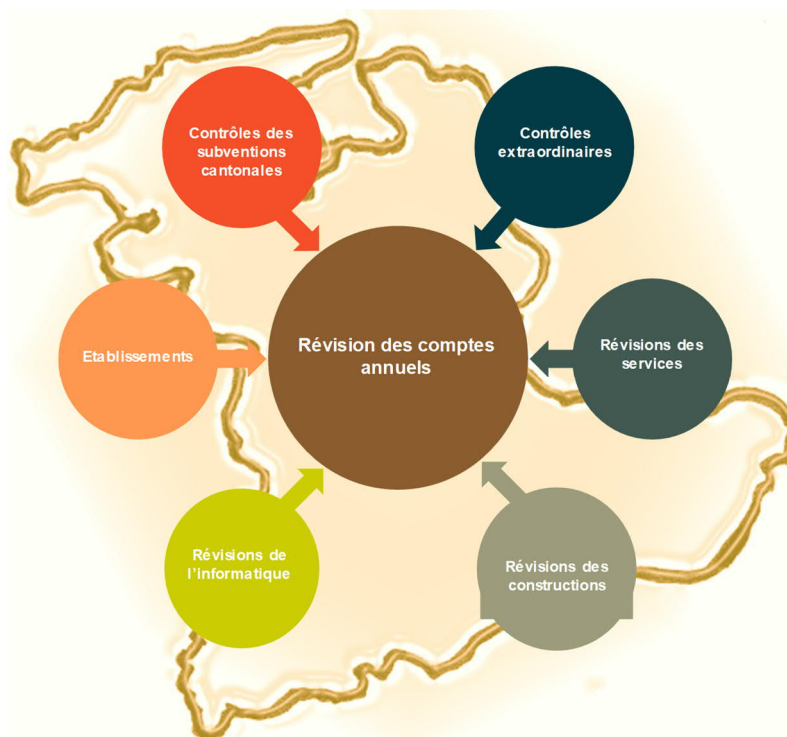 Contrôles des
subventions
cantonales
Contrôles
extraordinaires
Etablissements
Révision des comptes
annuels
Révisions des
services
Révisions de
l’informatique
Révisions des
constructions